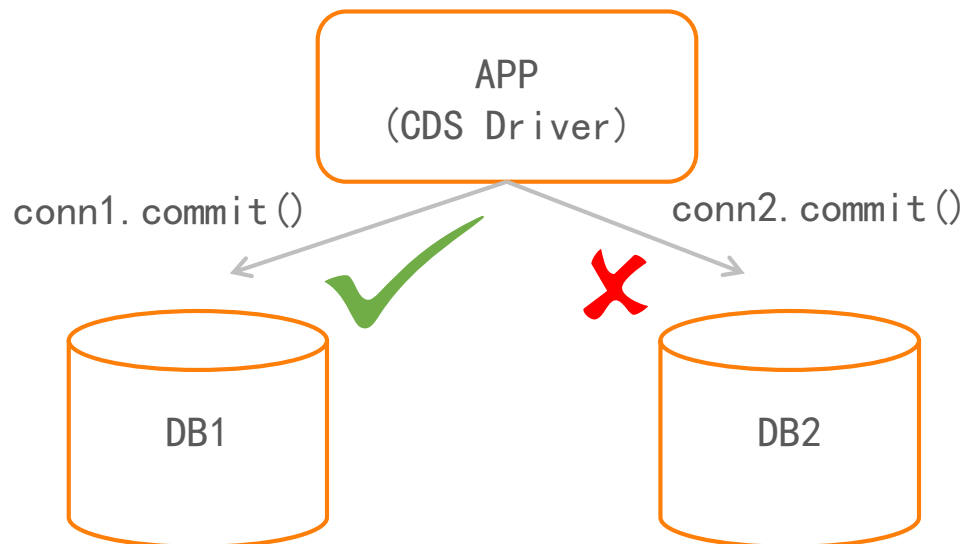 APP
(CDS Driver)
conn1.commit()
conn2.commit()
DB1
DB2